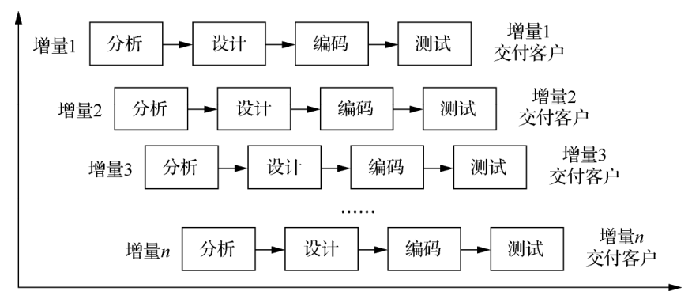 增量1 分析 设计 编码 测试 增量1
交付客户
增量2 分析 设计 编码 测试 增量2
交付客户
增量3 分析 设计 编码 测试 增量3
交付客户
……
增量n 分析 设计 编码 测试 增量n
交付客户